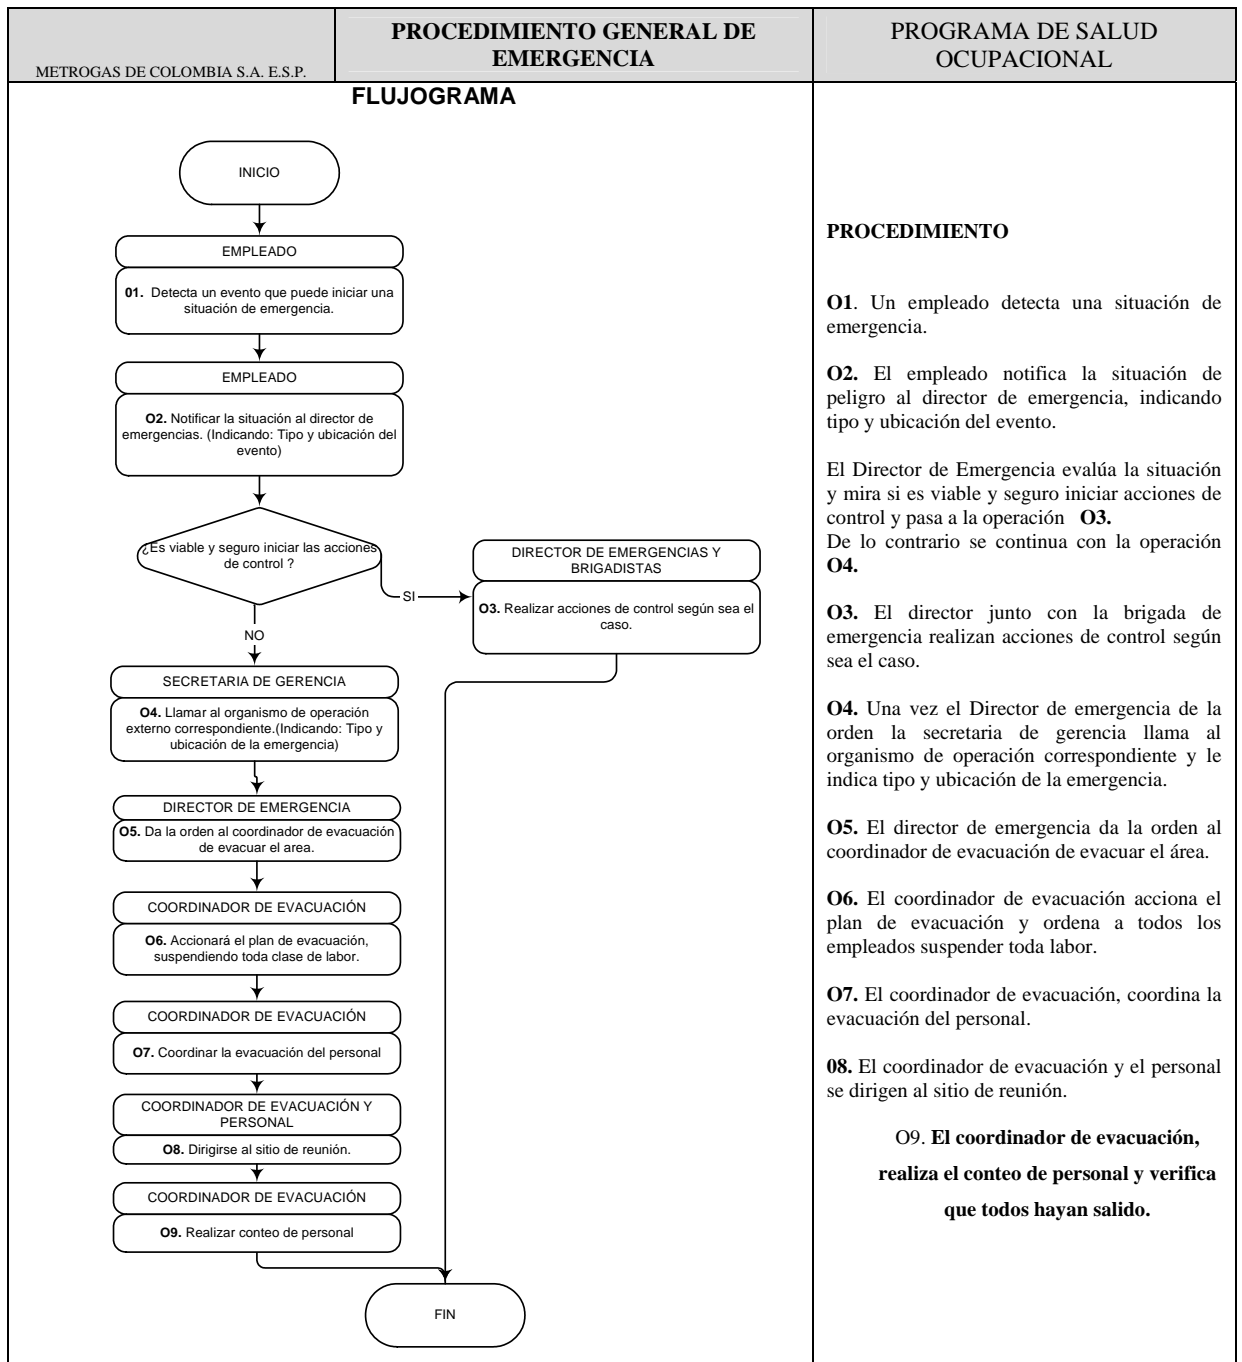 METROGAS DE COLOMBIA S.A. E.S.P.
PROCEDIMIENTO GENERAL DE
EMERGENCIA
PROGRAMA DE SALUD
OCUPACIONAL
FLUJOGRAMA
INICIO
EMPLEADO
01. Detecta un evento que puede iniciar una
situación de emergencia.
EMPLEADO
O2. Notificar la situación al director de
emergencias. (Indicando: Tipo y ubicación del
evento)
¿Es viable y seguro iniciar las acciones
de control ?
SI
NO
DIRECTOR DE EMERGENCIAS Y
BRIGADISTAS
O3. Realizar acciones de control según sea el
caso.
SECRETARIA DE GERENCIA
O4. Llamar al organismo de operación
externo correspondiente.(Indicando: Tipo y
ubicación de la emergencia)
DIRECTOR DE EMERGENCIA
O5. Da la orden al coordinador de evacuación
de evacuar el area.
COORDINADOR DE EVACUACIÓN
O6. Accionará el plan de evacuación,
suspendiendo toda clase de labor.
COORDINADOR DE EVACUACIÓN
O7. Coordinar la evacuación del personal
COORDINADOR DE EVACUACIÓN Y
PERSONAL
O8. Dirigirse al sitio de reunión.
COORDINADOR DE EVACUACIÓN
O9. Realizar conteo de personal
FIN
PROCEDIMIENTO
O1. Un empleado detecta una situación de
emergencia.
O2. El empleado notifica la situación de
peligro al director de emergencia, indicando
tipo y ubicación del evento.
El Director de Emergencia evalúa la situación
y mira si es viable y seguro iniciar acciones de
control y pasa a la operación O3.
De lo contrario se continua con la operación
O4.
O3. El director junto con la brigada de
emergencia realizan acciones de control según
sea el caso.
O4. Una vez el Director de emergencia de la
orden la secretaria de gerencia llama al
organismo de operación correspondiente y le
indica tipo y ubicación de la emergencia.
O5. El director de emergencia da la orden al
coordinador de evacuación de evacuar el área.
O6. El coordinador de evacuación acciona el
plan de evacuación y ordena a todos los
empleados suspender toda labor.
O7. El coordinador de evacuación, coordina la
evacuación del personal.
08. El coordinador de evacuación y el personal
se dirigen al sitio de reunión.
O9. El coordinador de evacuación,
realiza el conteo de personal y verifica
que todos hayan salido.